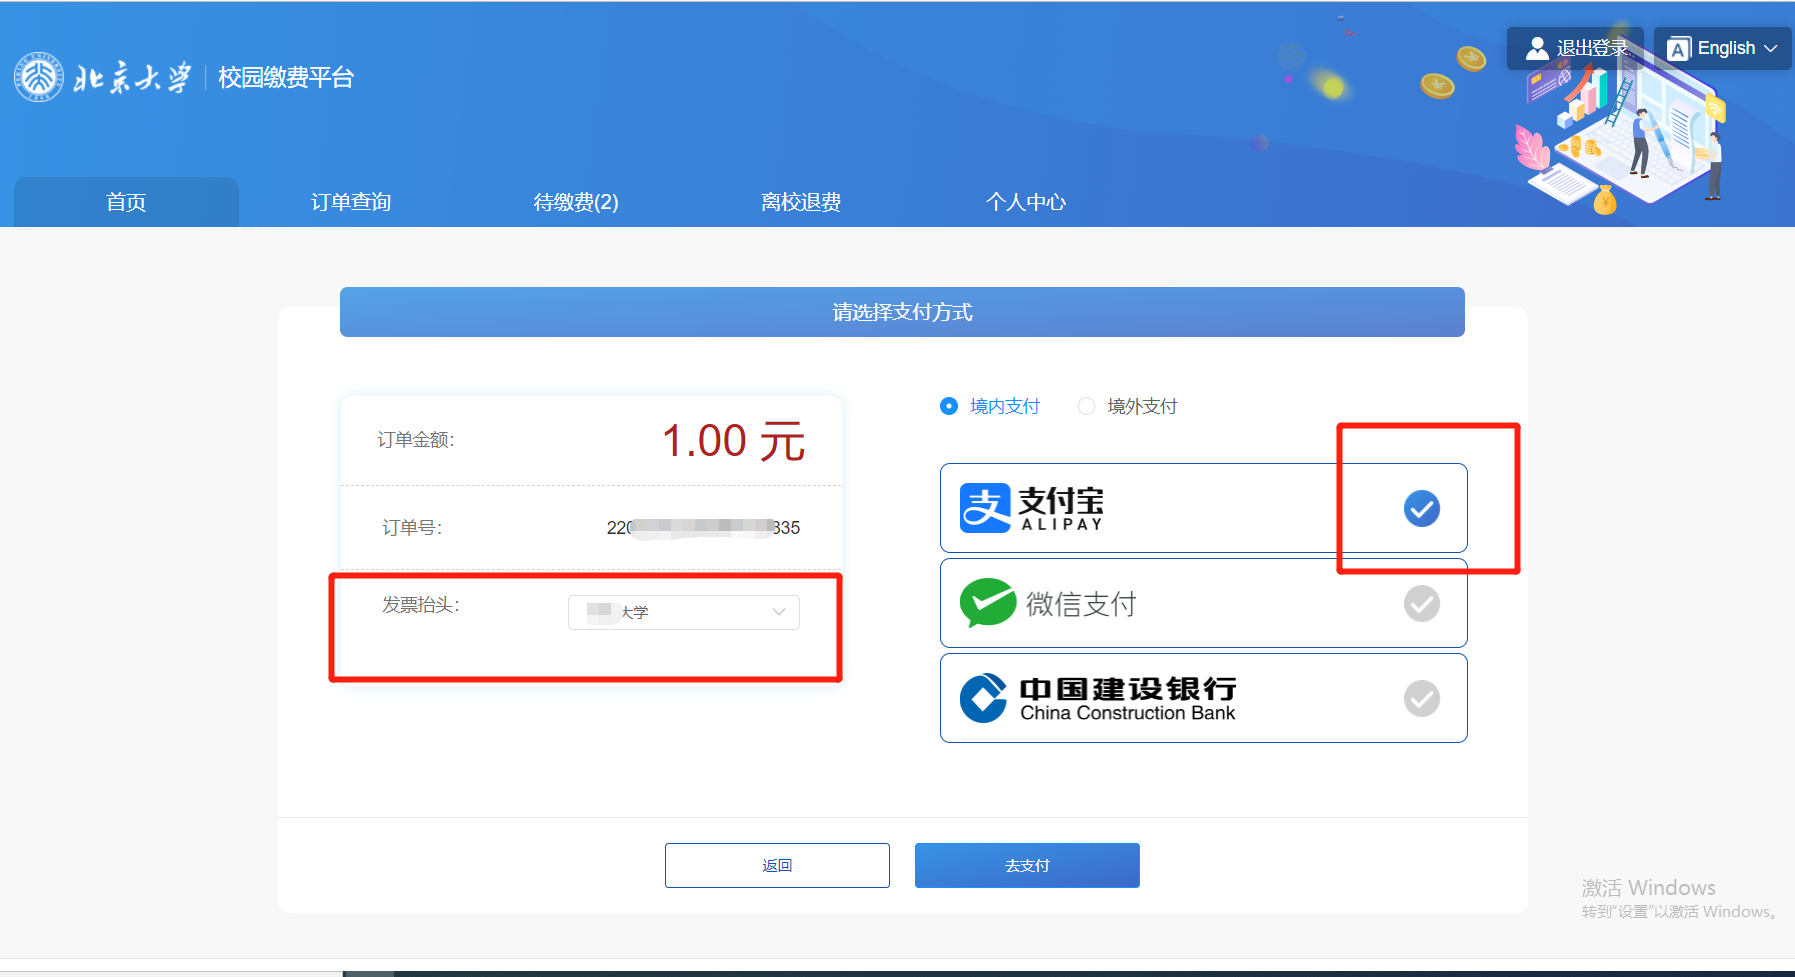 北京大学 校园缴费平台
退出登录 English
首页 订单查询 待缴费(2) 离校退费 个人中心
请选择支付方式
订单金额： 1.00 元
订单号： 220 335
发票抬头： 大学
境内支付 境外支付
支付宝
ALIPAY
微信支付
中国建设银行
China Construction Bank
返回 去支付
激活 Windows
转到“设置”以激活 Windows。